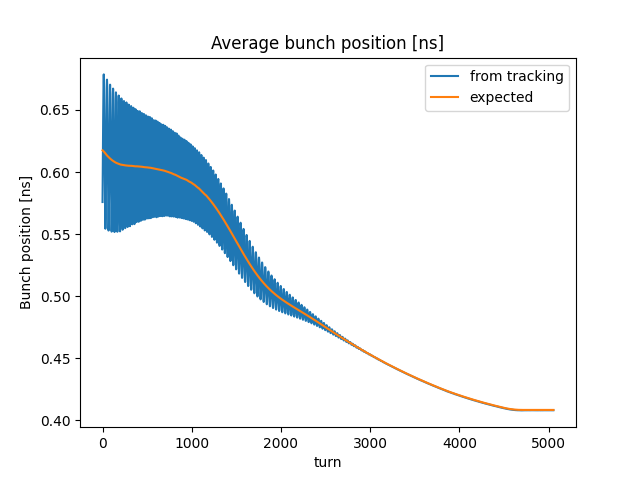 Average bunch position [ns]
from tracking
expected
Bunch position [ns]
0.65
0.60
0.55
0.50
0.45
0.40
0 1000 2000 3000 4000 5000
turn